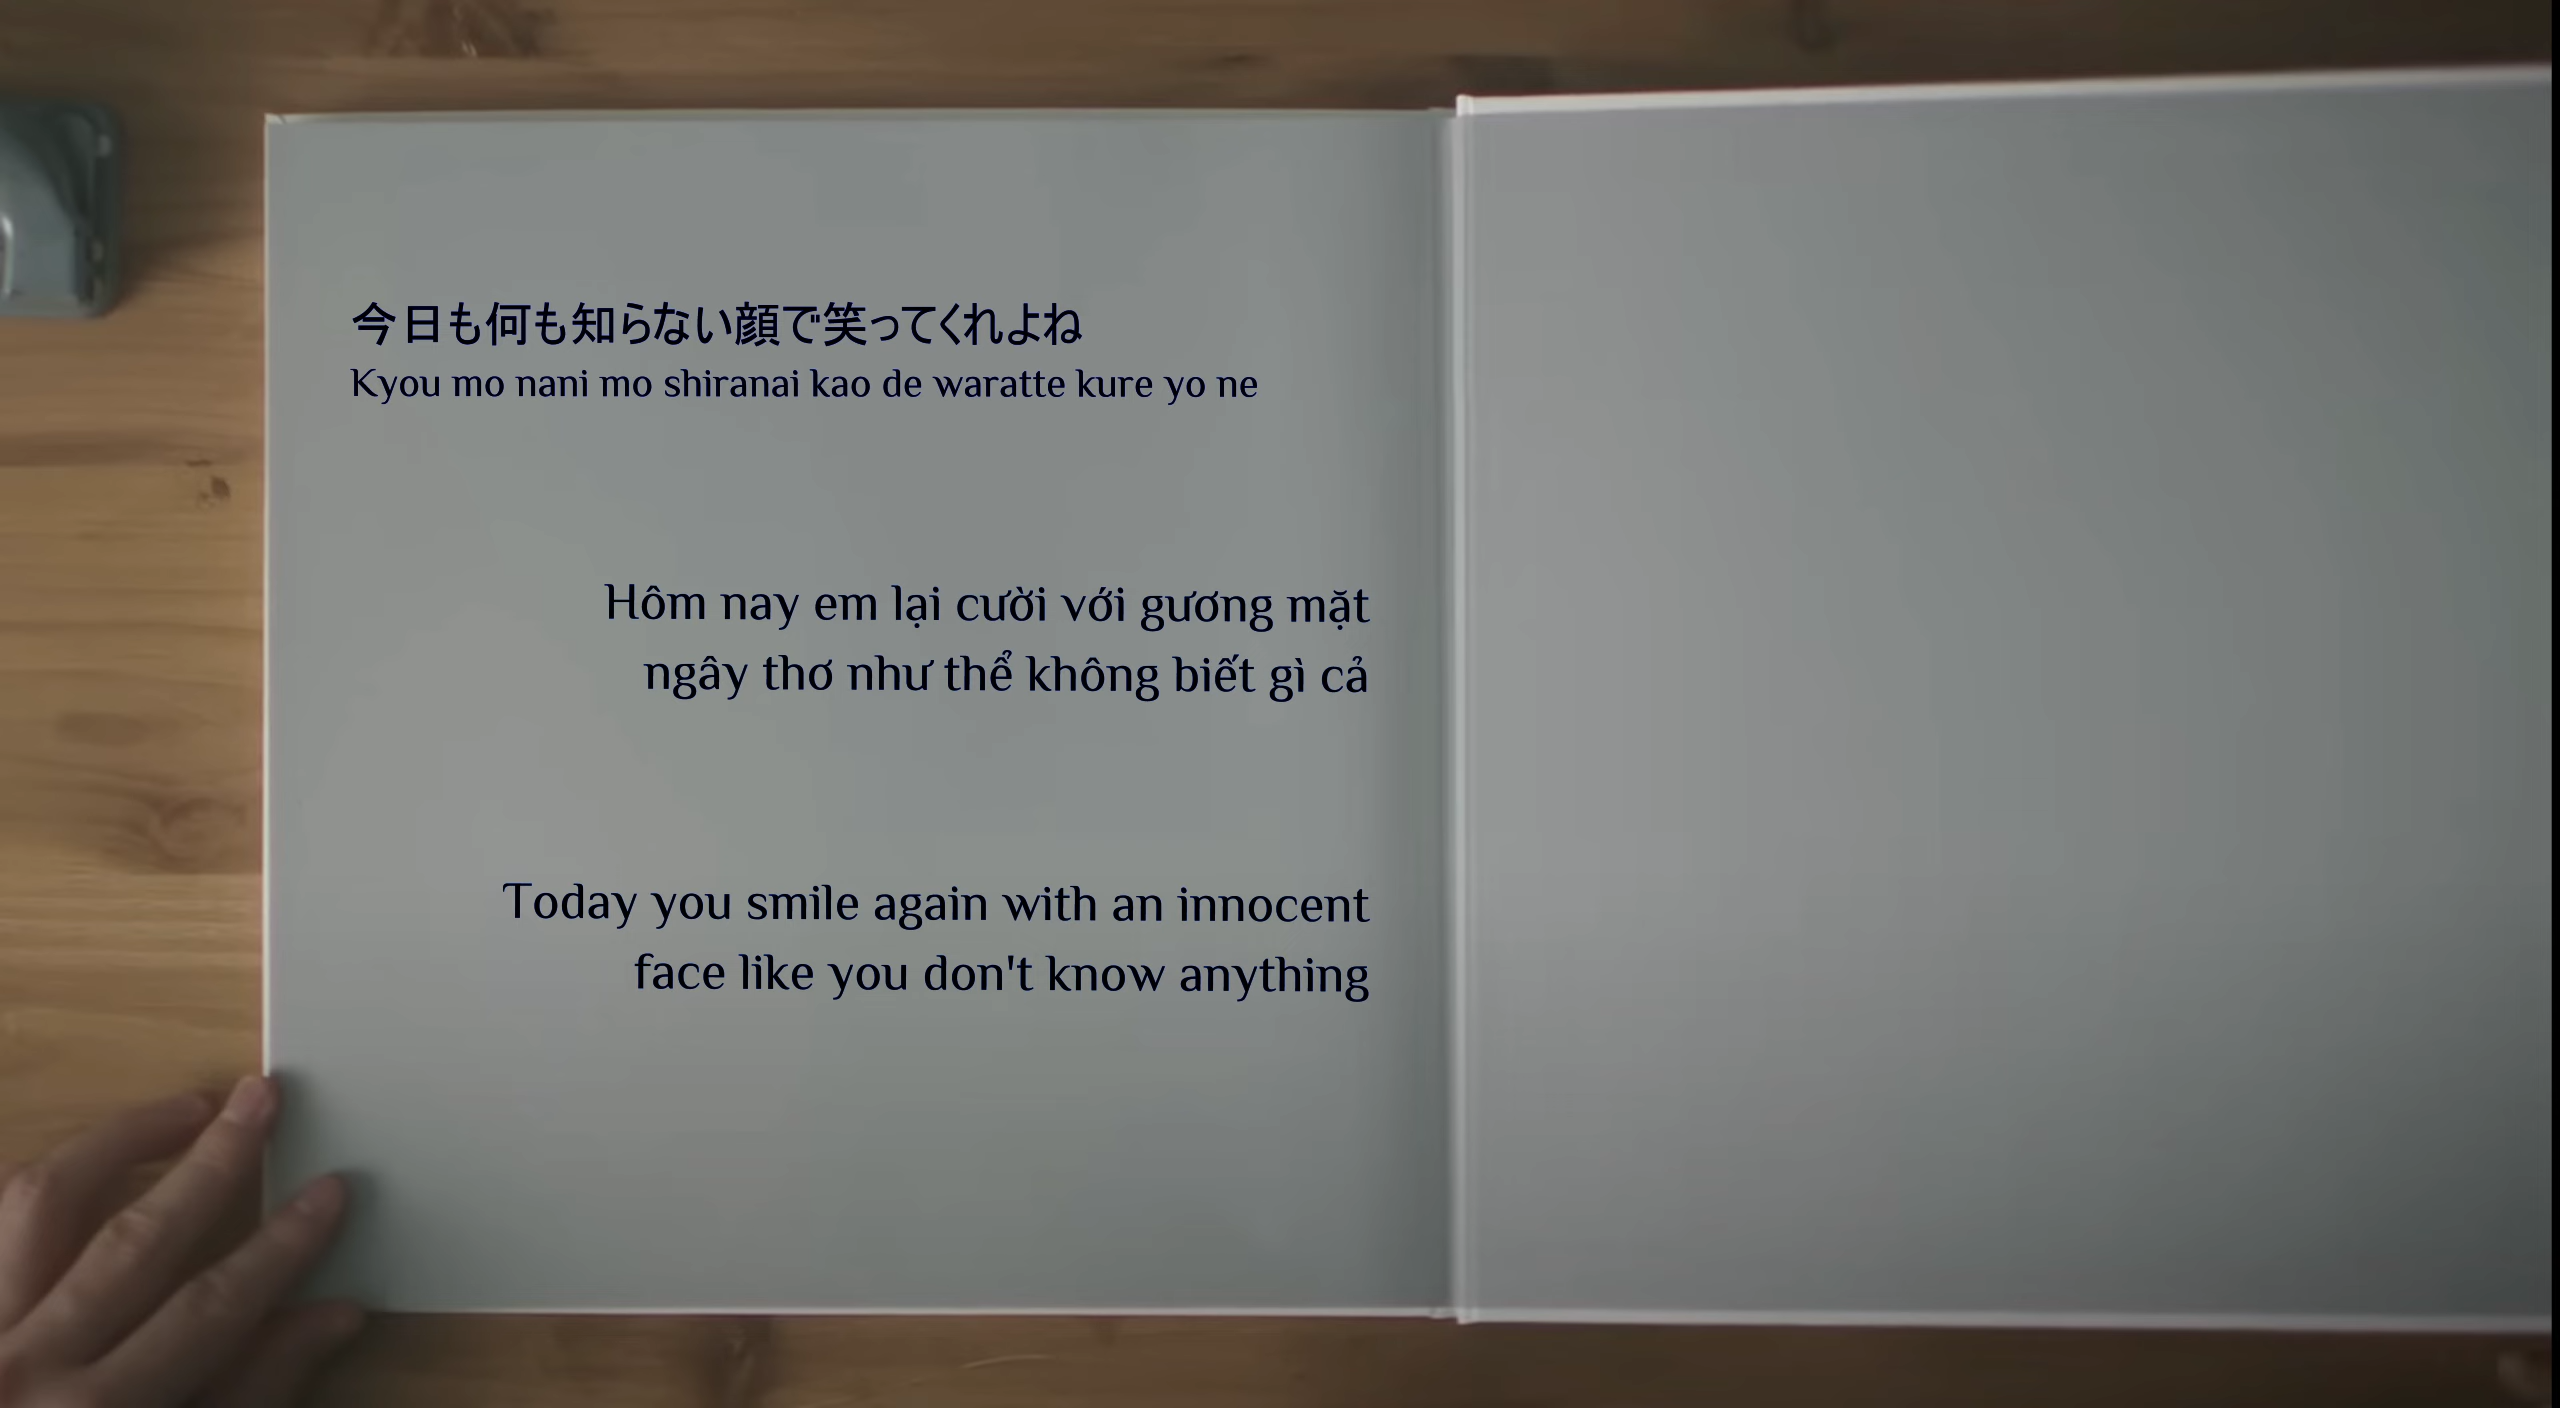 今日も何も知らない顔で笑ってくれよね
Kyou mo nani mo shiranai kao de waratte kure yo ne
Hôm nay em lại cười với gương mặt
ngây thơ như thể không biết gì cả
Today you smile again with an innocent
face like you don't know anything